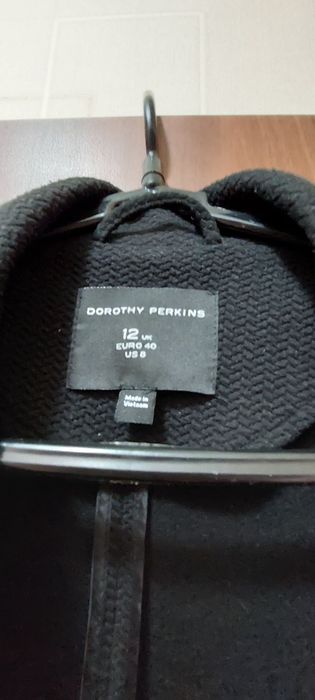 DOROTHY PERKINS
12 UK
EURO 40
US 8
Made in
Vietnam